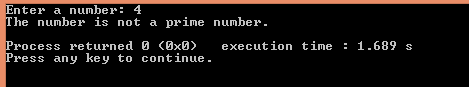 Enter a number: 4
The number is not a prime number.
Process returned 0 (0x0)   execution time : 1.689 s
Press any key to continue.